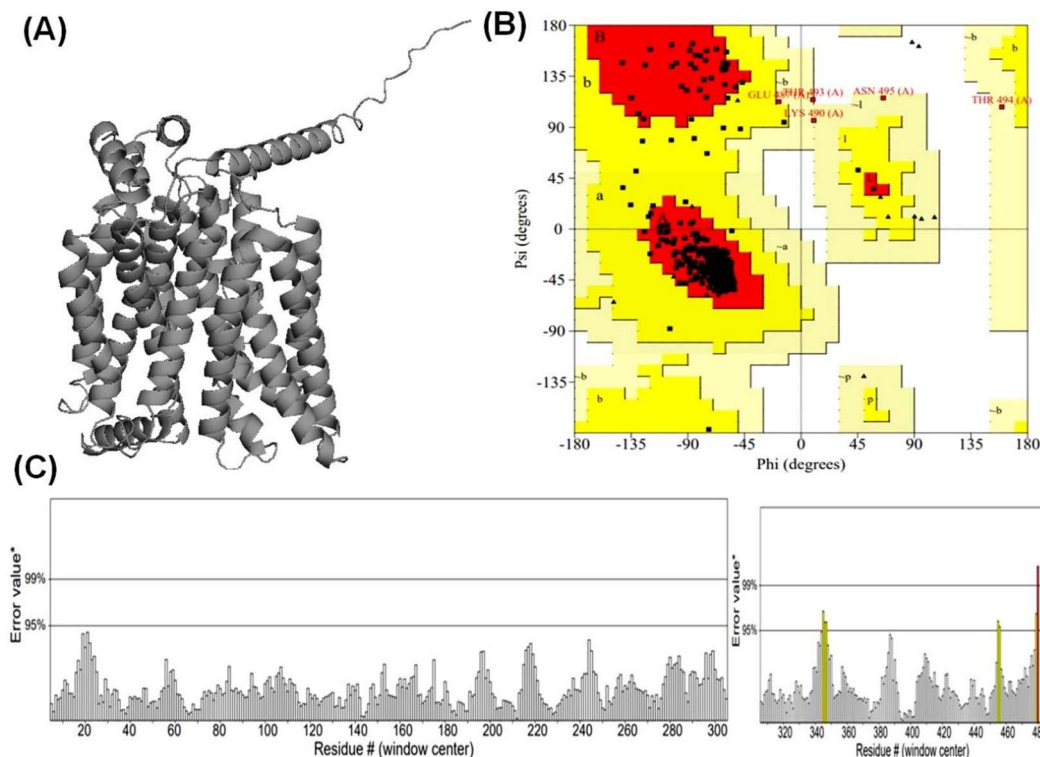 (A)
(B)
180
135
90
45
0
-45
-90
-135
Psi (degrees)
B
b
~b
b
~b
b
GLU 487 (A)
THR 493 (A)
ASN 495 (A)
THR 494 (A)
LYS 490 (A)
~l
l
a
A
~a
~b
b
~p
p
~b
b
-180
-135
-90
-45
0
45
90
135
180
Phi (degrees)
(C)
Error value*
99%
95%
20
40
60
80
100
120
140
160
180
200
220
240
260
280
300
Residue # (window center)
Error value*
99%
95%
320
340
360
380
400
420
440
460
Residue # (window center)